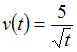 v(t) = 5/√t